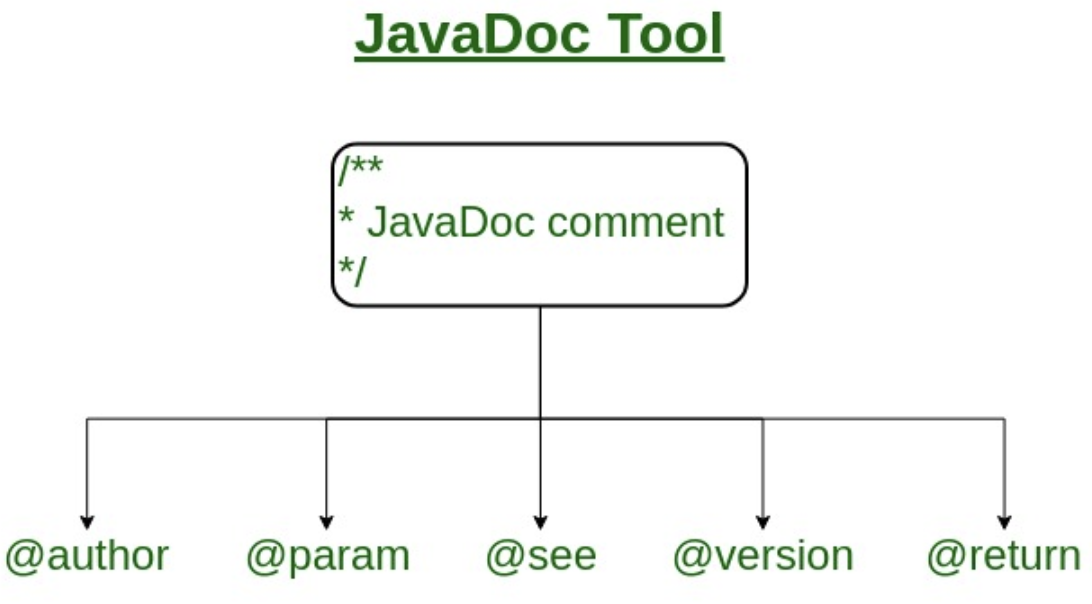 JavaDoc Tool
/**
* JavaDoc comment
*/
@author @param @see @version @return